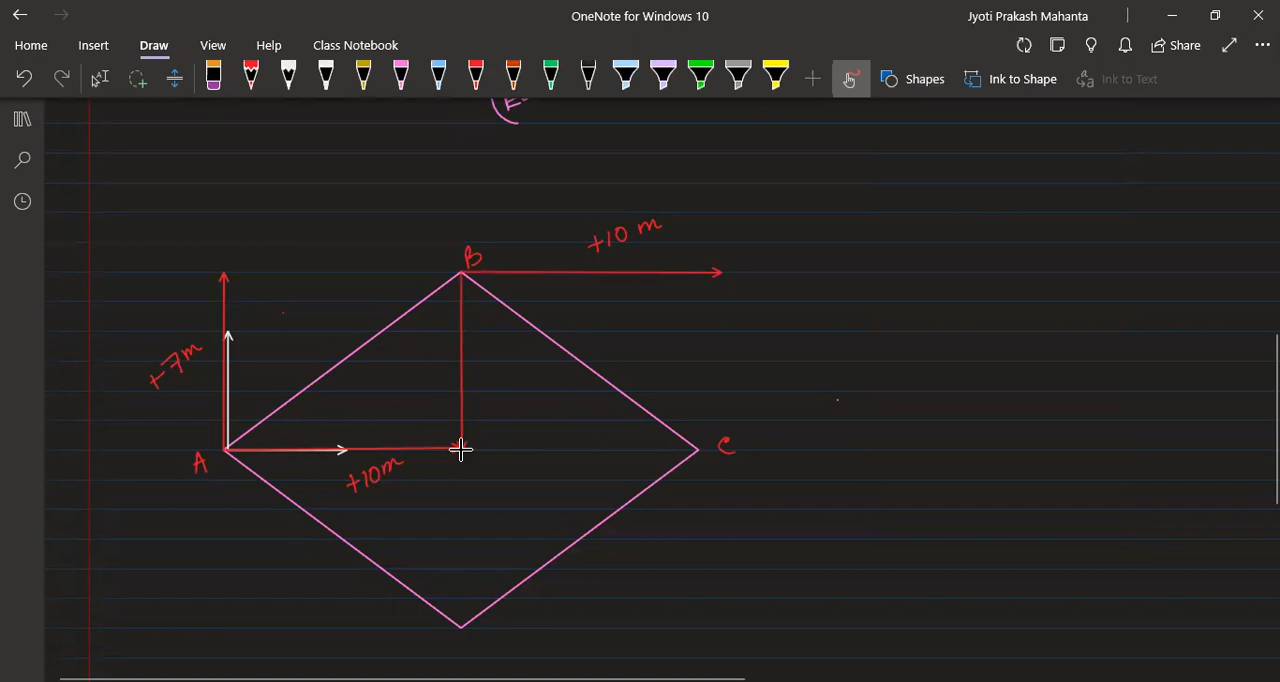 OneNote for Windows 10
Jyoti Prakash Mahanta
Home Insert Draw View Help Class Notebook
Share
Shapes Ink to Shape Ink to Text
+10 m
B
+7m
A
+10m
C